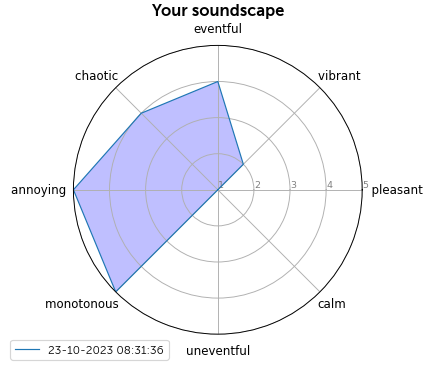 Your soundscape
eventful
chaotic
vibrant
annoying
1
2
3
4
5
pleasant
monotonous
calm
23-10-2023 08:31:36
uneventful